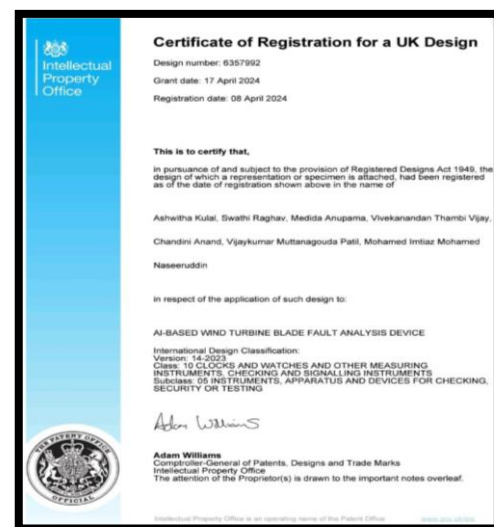 Intellectual
Property
Office
Certificate of Registration for a UK Design
Design number: 6357992
Grant date: 17 April 2024
Registration date: 08 April 2024
This is to certify that,
in pursuance of and subject to the provision of Registered Designs Act 1949, the
design of which a representation or specimen is attached, had been registered
as of the date of registration shown above in the name of
Ashwitha Kulal, Swathi Raghav, Medida Anupama, Vivekanandan Thambi Vijay,
Chandini Anand, Vijaykumar Muttanagouda Patil, Mohamed Imtiaz Mohamed
Naseeruddin
in respect of the application of such design to:
AI-BASED WIND TURBINE BLADE FAULT ANALYSIS DEVICE
International Design Classification:
Version: 14-2023
Class: 10 CLOCKS AND WATCHES AND OTHER MEASURING
INSTRUMENTS, CHECKING AND SIGNALLING INSTRUMENTS
Subclass: 05 INSTRUMENTS, APPARATUS AND DEVICES FOR CHECKING,
SECURITY OR TESTING
Adam Williams
Adam Williams
Comptroller-General of Patents, Designs and Trade Marks
Intellectual Property Office
The attention of the Proprietor(s) is drawn to the important notes overleaf.
THE PATENT OFFICE
OFFICIAL
Intellectual Property Office is an operating name of the Patent Office